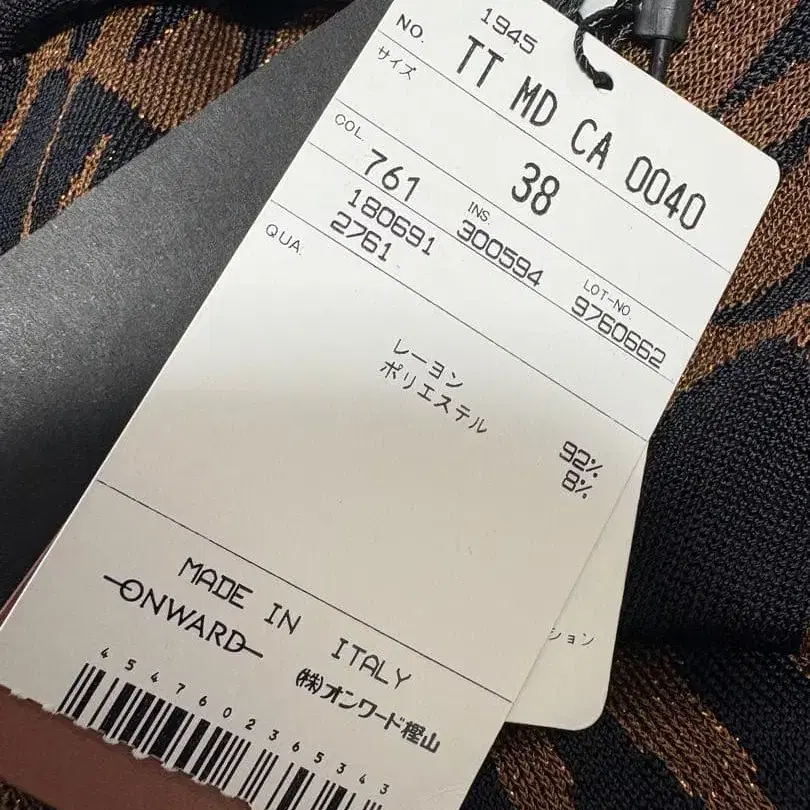 1945
NO. TT MD CA 0040
サイズ 38
COL. 761 INS. 300594 LOT-NO. 9760662
180691
2761
QUA.
レーヨン 92%
ポリエステル 8%
MADE IN ITALY
ONWARD (株)オンワード樫山
4547602365343
ション